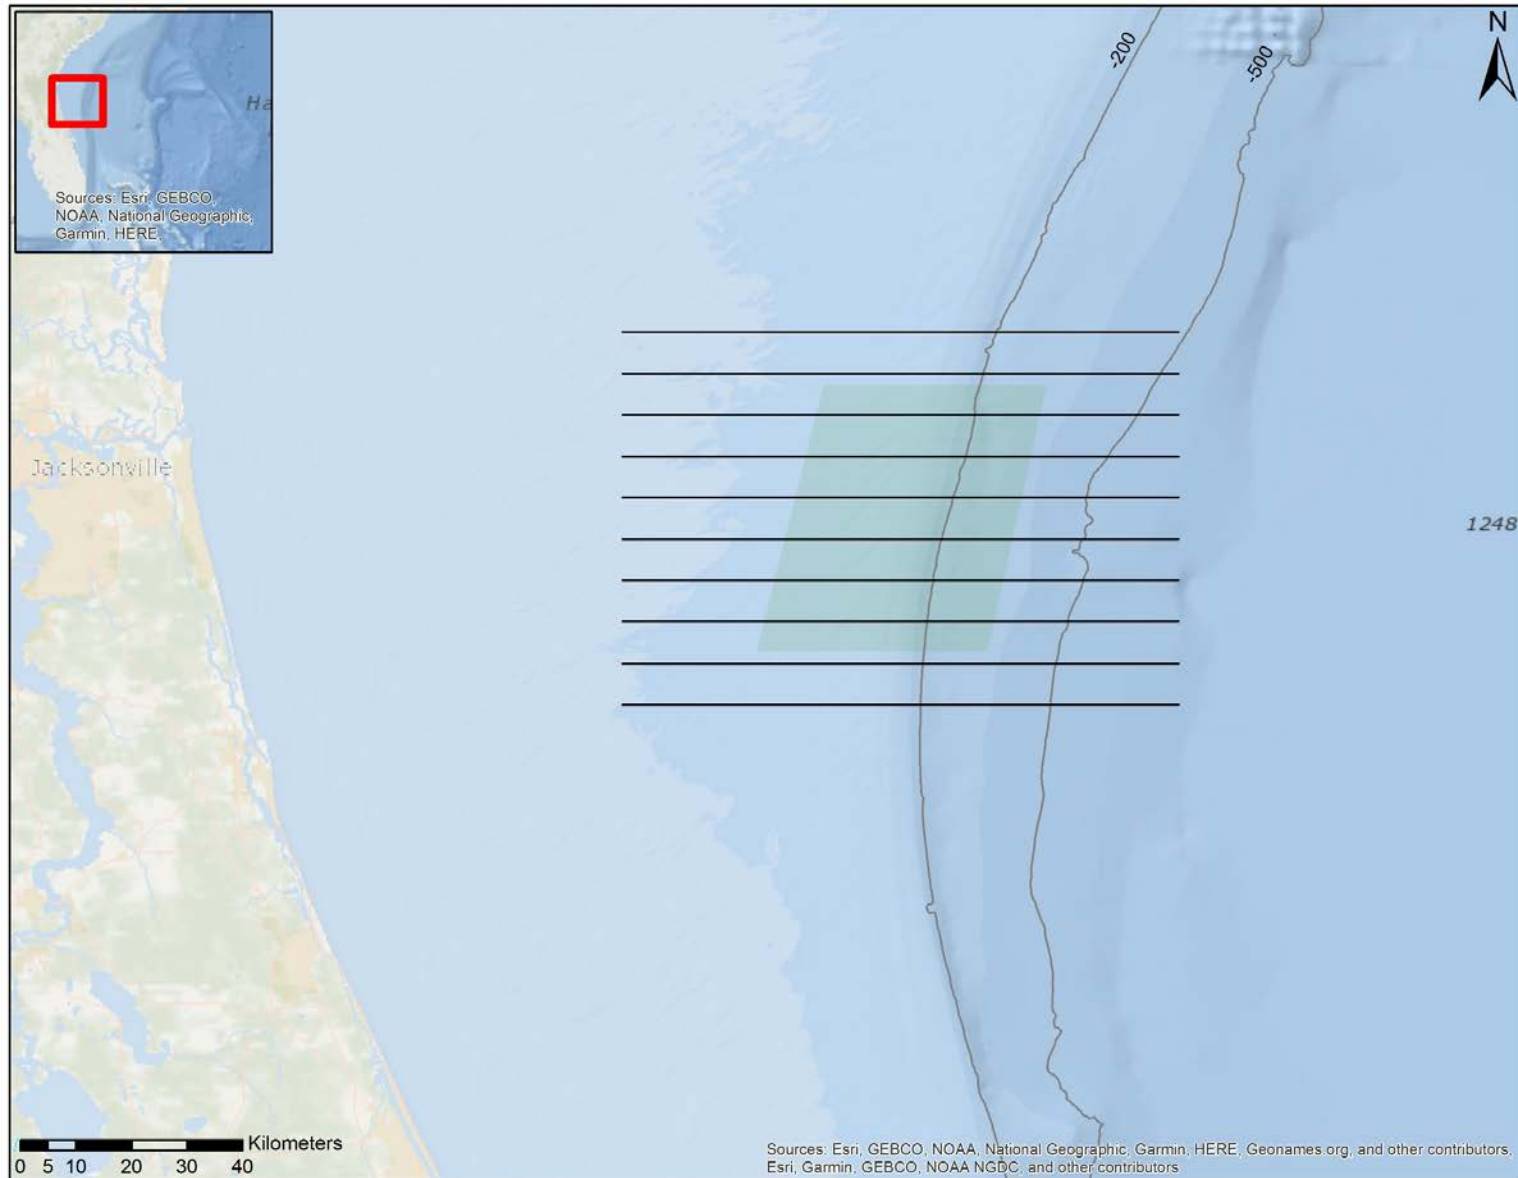 -200
-500
N
Ha
Sources: Esri, GEBCO,
NOAA, National Geographic,
Garmin, HERE,
Jacksonville
1248
Kilometers
0 5 10 20 30 40
Sources: Esri, GEBCO, NOAA, National Geographic, Garmin, HERE, Geonames.org, and other contributors,
Esri, Garmin, GEBCO, NOAA NGDC, and other contributors